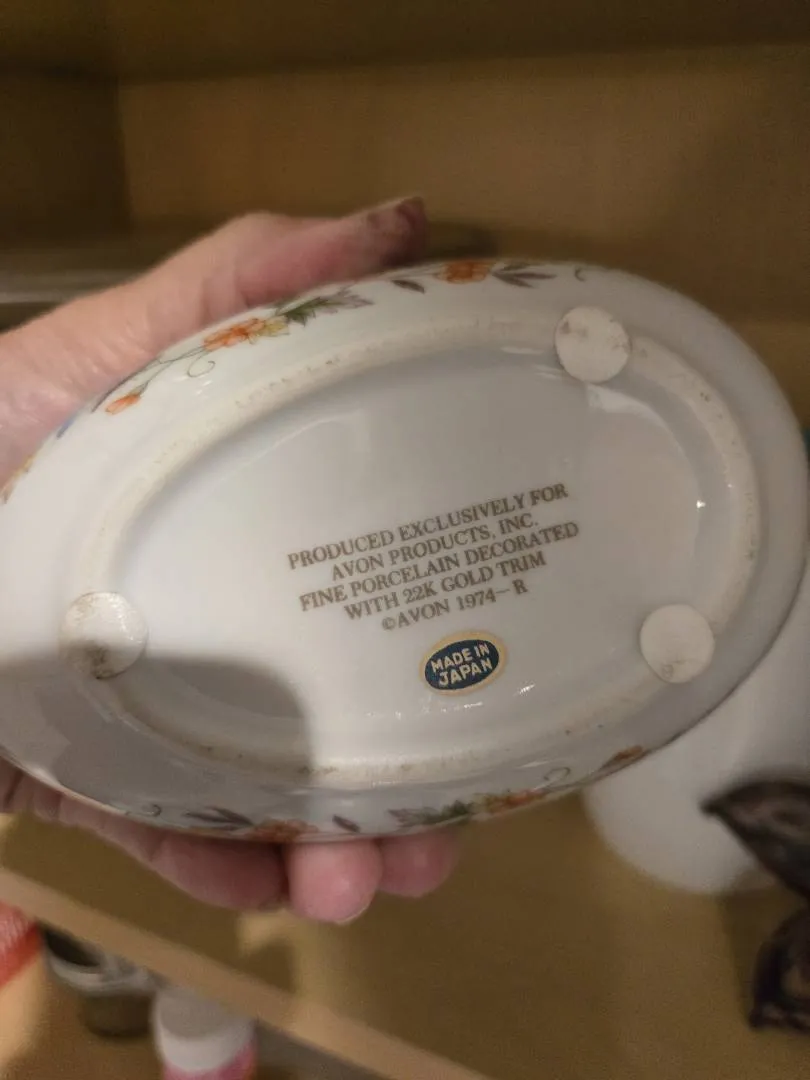 PRODUCED EXCLUSIVELY FOR
AVON PRODUCTS, INC.
FINE PORCELAIN DECORATED
WITH 22K GOLD TRIM
©AVON 1974—R
MADE IN
JAPAN